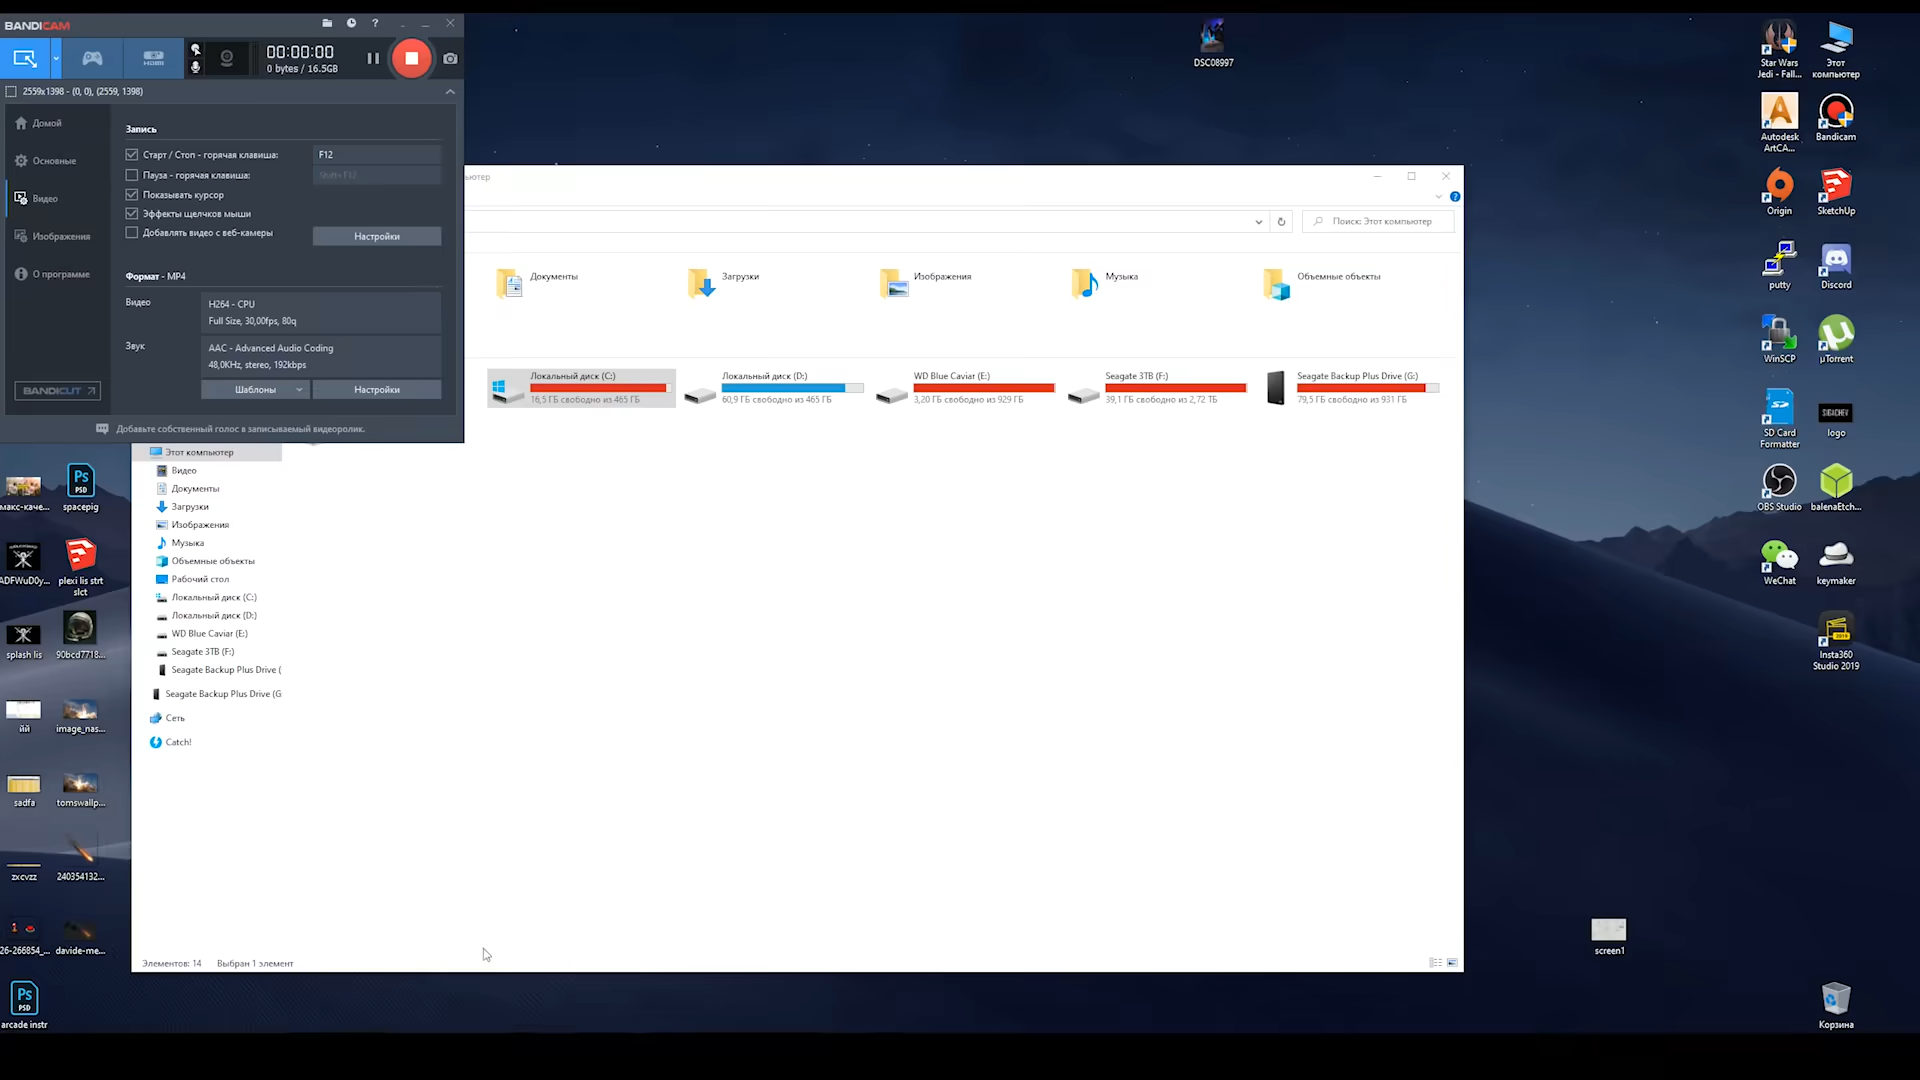 BANDICAM
?
HDMI
00:00:00
0 bytes / 16.5GB
2559x1398 - (0, 0), (2559, 1398)
Домой
Основные
Видео
Изображения
О программе
BANDICUT
Запись
Старт / Стоп - горячая клавиша:
F12
Пауза - горячая клавиша:
Shift+F12
Показывать курсор
Эффекты щелчков мыши
Добавлять видео с веб-камеры
Настройки
Формат - MP4
Видео
H264 - CPU
Full Size, 30,00fps, 80q
Звук
AAC - Advanced Audio Coding
48,0KHz, stereo, 192kbps
Шаблоны
Настройки
Добавьте собственный голос в записываемый видеоролик.
ьютер
Поиск: Этот компьютер
Документы
Загрузки
Изображения
Музыка
Объемные объекты
Локальный диск (C:)
16,5 ГБ свободно из 465 ГБ
Локальный диск (D:)
60,9 ГБ свободно из 465 ГБ
WD Blue Caviar (E:)
3,20 ГБ свободно из 929 ГБ
Seagate 3TB (F:)
39,1 ГБ свободно из 2,72 ТБ
Seagate Backup Plus Drive (G:)
79,5 ГБ свободно из 931 ГБ
Этот компьютер
Видео
Документы
Загрузки
Изображения
Музыка
Объемные объекты
Рабочий стол
Локальный диск (C:)
Локальный диск (D:)
WD Blue Caviar (E:)
Seagate 3TB (F:)
Seagate Backup Plus Drive (
Seagate Backup Plus Drive (G
Сеть
Catch!
Элементов: 14
Выбран 1 элемент
макс-каче...
Ps
PSD
spacepig
ADFWuD0y...
plexi lis strt
slct
splash lis
90bcd7718...
йй
image_nas...
sadfa
tomswallp...
zxcvzz
240354132...
26-266854_...
davide-me...
Ps
PSD
arcade instr
DSC08997
Star Wars
Jedi - Fall...
Этот
компьютер
Autodesk
ArtCA...
Bandicam
Origin
SketchUp
putty
Discord
WinSCP
µTorrent
SD Card
Formatter
SIGACHEV
logo
OBS Studio
balenaEtch...
WeChat
keymaker
2019
Insta360
Studio 2019
screen1
Корзина